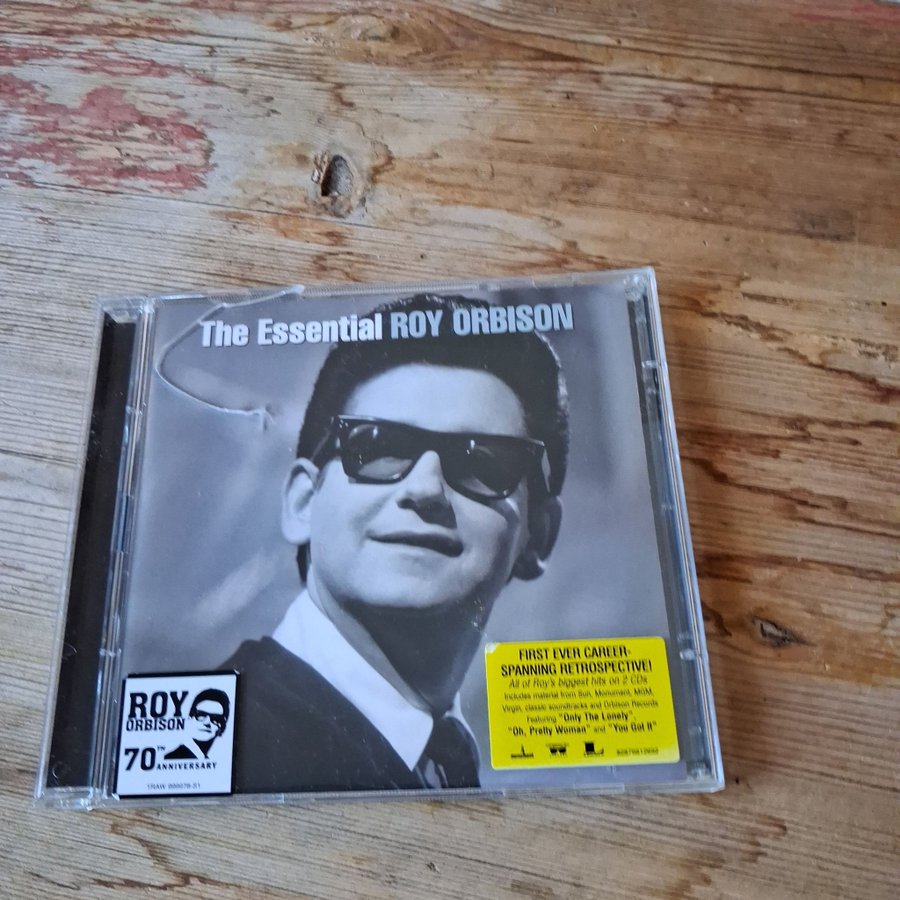 The Essential ROY ORBISON
FIRST EVER CAREER-
SPANNING RETROSPECTIVE!
All of Roy's biggest hits on 2 CDs
Includes material from Sun, Monument, MGM,
Virgin, classic soundtracks and Orbison Records
Featuring "Only The Lonely",
"Oh, Pretty Woman" and "You Got It"
ROY
ORBISON
70TH
ANNIVERSARY